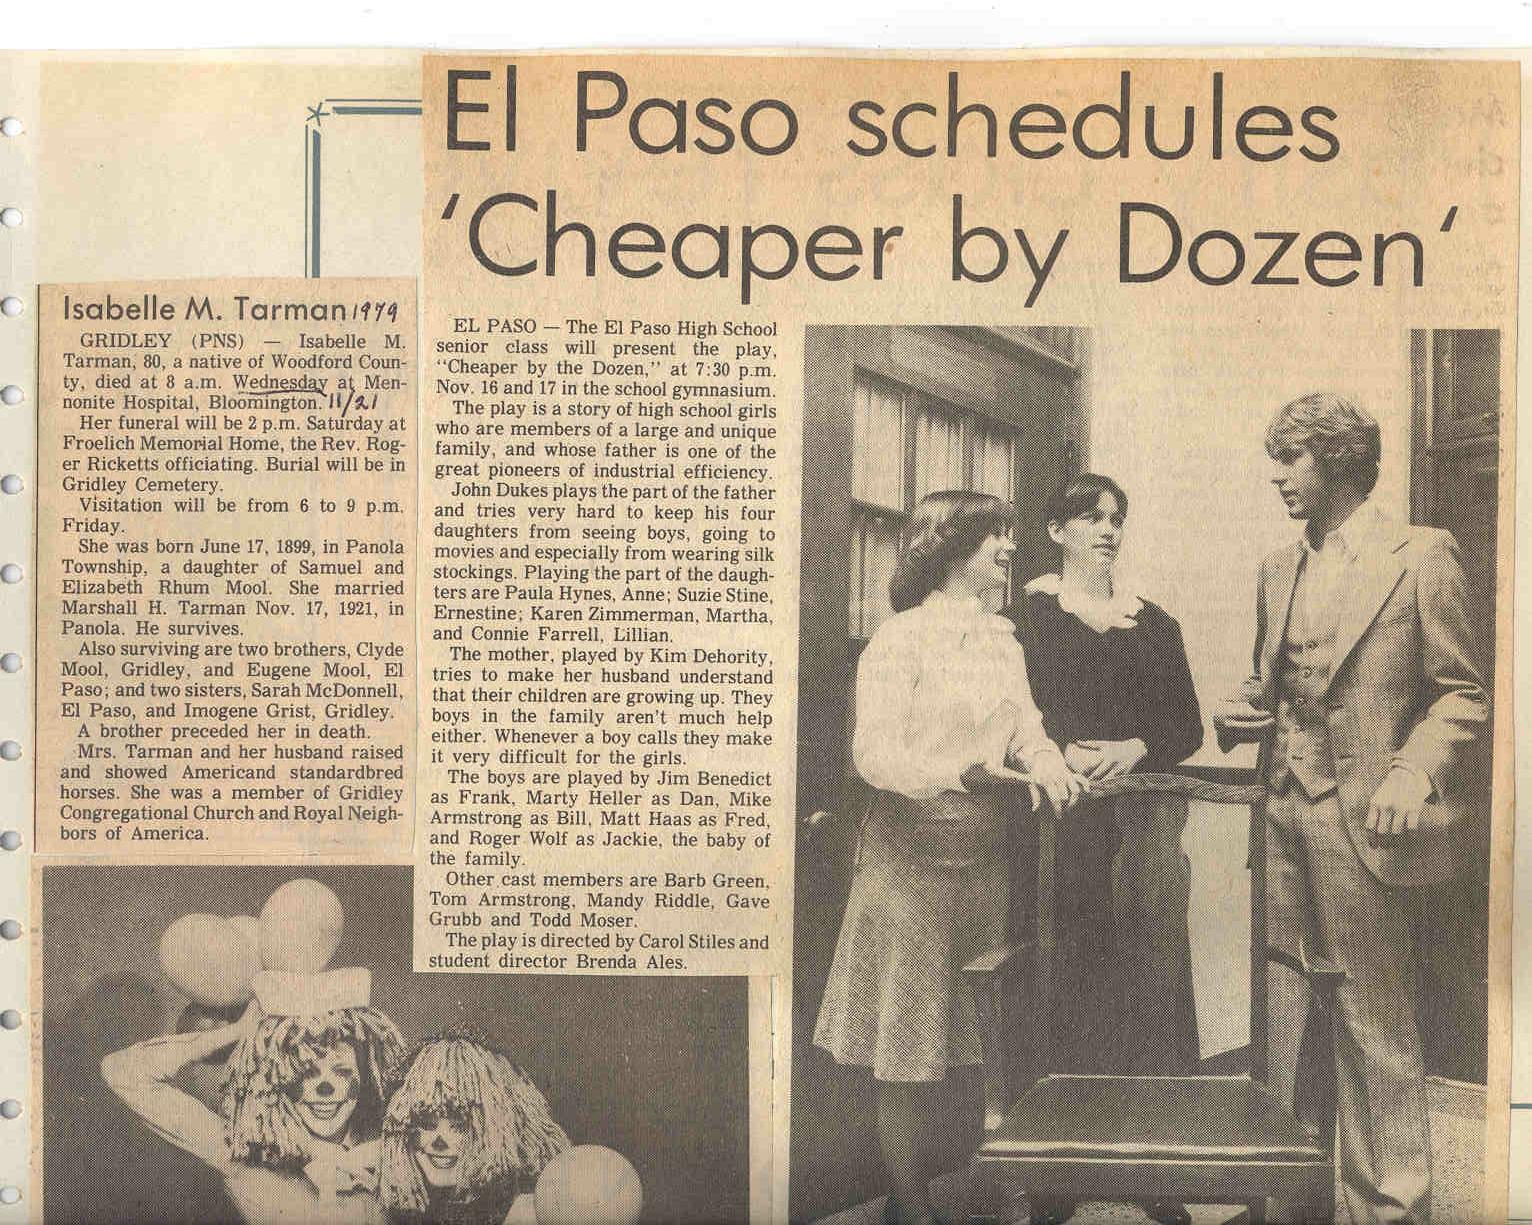 El Paso schedules
'Cheaper by Dozen'
Isabelle M. Tarman 1979
GRIDLEY (PNS) — Isabelle M.
Tarman, 80, a native of Woodford Coun-
ty, died at 8 a.m. Wednesday at Men-
nonite Hospital, Bloomington. 11/21
Her funeral will be 2 p.m. Saturday at
Froelich Memorial Home, the Rev. Rog-
er Ricketts officiating. Burial will be in
Gridley Cemetery.
Visitation will be from 6 to 9 p.m.
Friday.
She was born June 17, 1899, in Panola
Township, a daughter of Samuel and
Elizabeth Rhum Mool. She married
Marshall H. Tarman Nov. 17, 1921, in
Panola. He survives.
Also surviving are two brothers, Clyde
Mool, Gridley, and Eugene Mool, El
Paso; and two sisters, Sarah McDonnell,
El Paso, and Imogene Grist, Gridley.
A brother preceded her in death.
Mrs. Tarman and her husband raised
and showed Americand standardbred
horses. She was a member of Gridley
Congregational Church and Royal Neigh-
bors of America.
EL PASO — The El Paso High School
senior class will present the play,
"Cheaper by the Dozen," at 7:30 p.m.
Nov. 16 and 17 in the school gymnasium.
The play is a story of high school girls
who are members of a large and unique
family, and whose father is one of the
great pioneers of industrial efficiency.
John Dukes plays the part of the father
and tries very hard to keep his four
daughters from seeing boys, going to
movies and especially from wearing silk
stockings. Playing the part of the daugh-
ters are Paula Hynes, Anne; Suzie Stine,
Ernestine; Karen Zimmerman, Martha,
and Connie Farrell, Lillian.
The mother, played by Kim Dehority,
tries to make her husband understand
that their children are growing up. They
boys in the family aren't much help
either. Whenever a boy calls they make
it very difficult for the girls.
The boys are played by Jim Benedict
as Frank, Marty Heller as Dan, Mike
Armstrong as Bill, Matt Haas as Fred,
and Roger Wolf as Jackie, the baby of
the family.
Other cast members are Barb Green,
Tom Armstrong, Mandy Riddle, Gave
Grubb and Todd Moser.
The play is directed by Carol Stiles and
student director Brenda Ales.